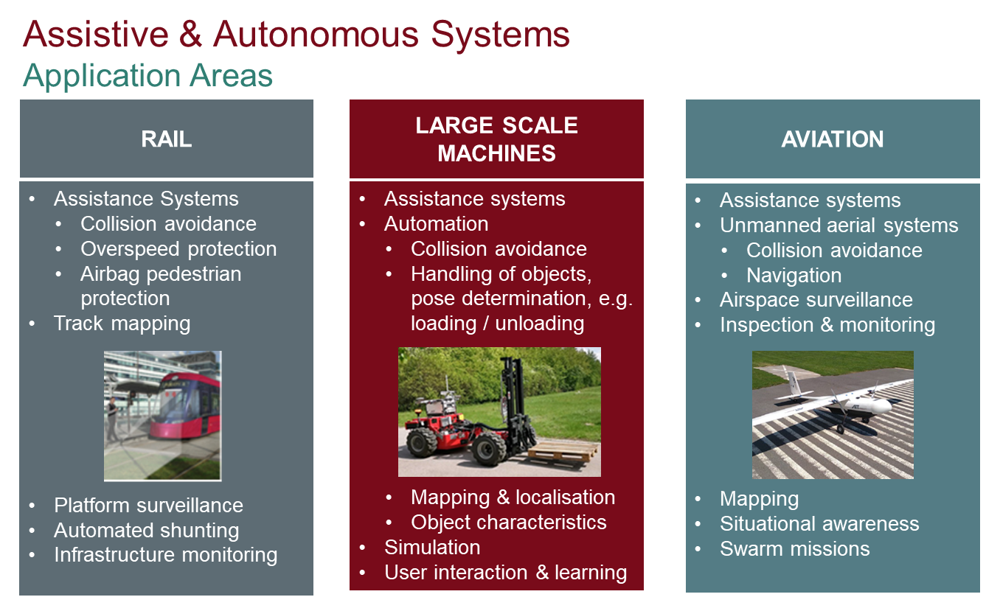 Assistive & Autonomous Systems
Application Areas
RAIL
• Assistance Systems
• Collision avoidance
• Overspeed protection
• Airbag pedestrian
protection
• Track mapping
• Platform surveillance
• Automated shunting
• Infrastructure monitoring
LARGE SCALE
MACHINES
• Assistance systems
• Automation
• Collision avoidance
• Handling of objects,
pose determination, e.g.
loading / unloading
• Mapping & localisation
• Object characteristics
• Simulation
• User interaction & learning
AVIATION
• Assistance systems
• Unmanned aerial systems
• Collision avoidance
• Navigation
• Airspace surveillance
• Inspection & monitoring
• Mapping
• Situational awareness
• Swarm missions